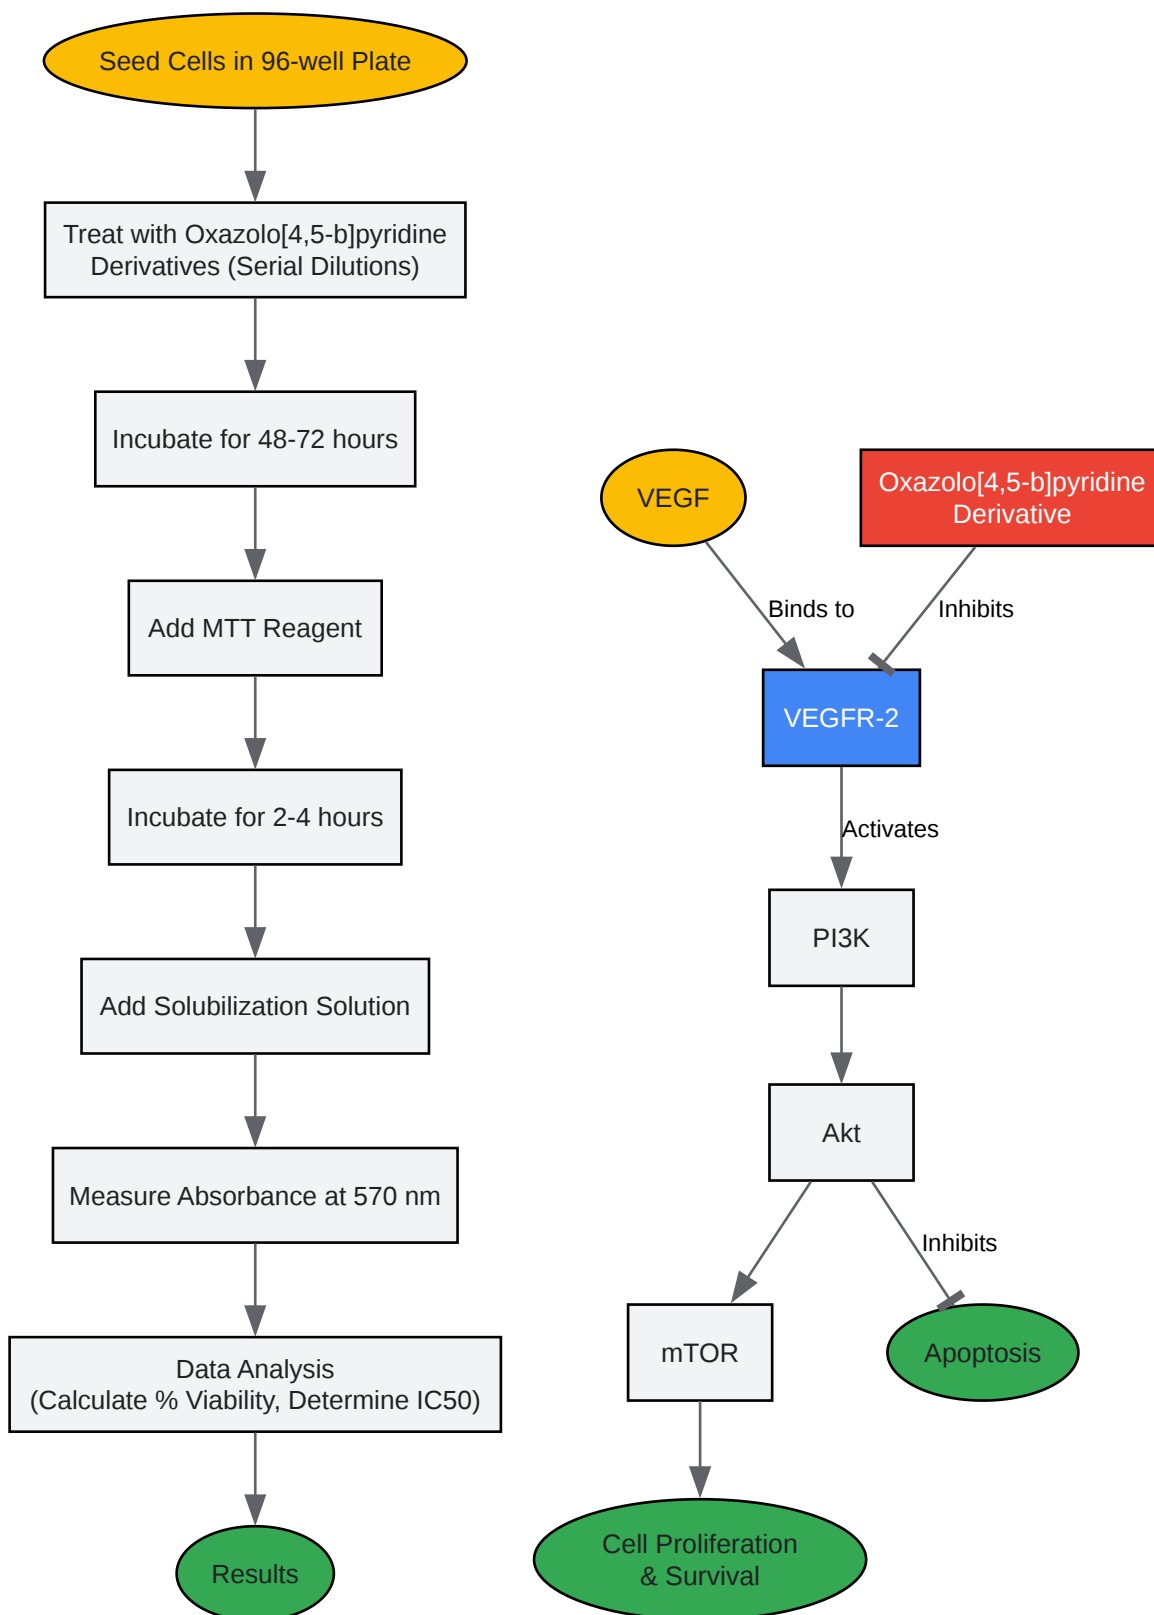 Seed Cells in 96-well Plate
Treat with Oxazolo[4,5-b]pyridine
Derivatives (Serial Dilutions)
Incubate for 48-72 hours
Add MTT Reagent
Incubate for 2-4 hours
Add Solubilization Solution
Measure Absorbance at 570 nm
Data Analysis
(Calculate % Viability, Determine IC50)
Results
VEGF
Oxazolo[4,5-b]pyridine
Derivative
Binds to
Inhibits
VEGFR-2
Activates
PI3K
Akt
Inhibits
mTOR
Apoptosis
Cell Proliferation
& Survival